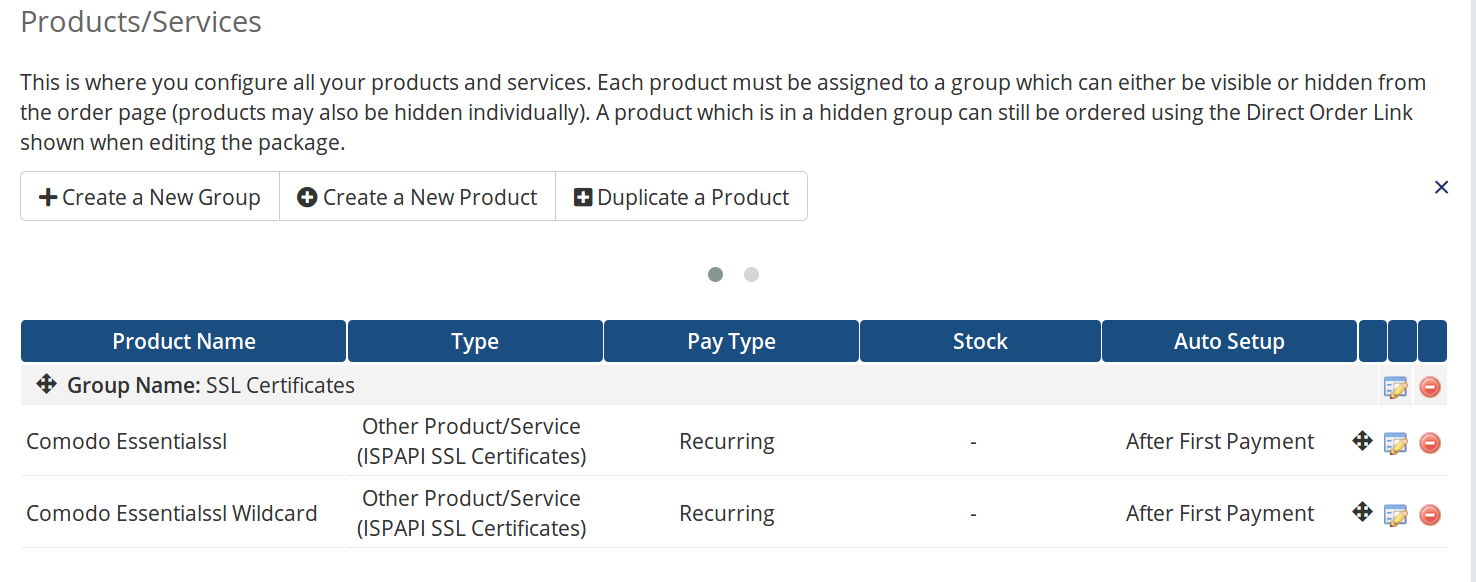 Products/Services
This is where you configure all your products and services. Each product must be assigned to a group which can either be visible or hidden from
the order page (products may also be hidden individually). A product which is in a hidden group can still be ordered using the Direct Order Link
shown when editing the package.
Create a New Group Create a New Product Duplicate a Product
Product Name Type Pay Type Stock Auto Setup
Group Name: SSL Certificates
Comodo Essentialssl Other Product/Service (ISPAPI SSL Certificates) Recurring - After First Payment
Comodo Essentialssl Wildcard Other Product/Service (ISPAPI SSL Certificates) Recurring - After First Payment